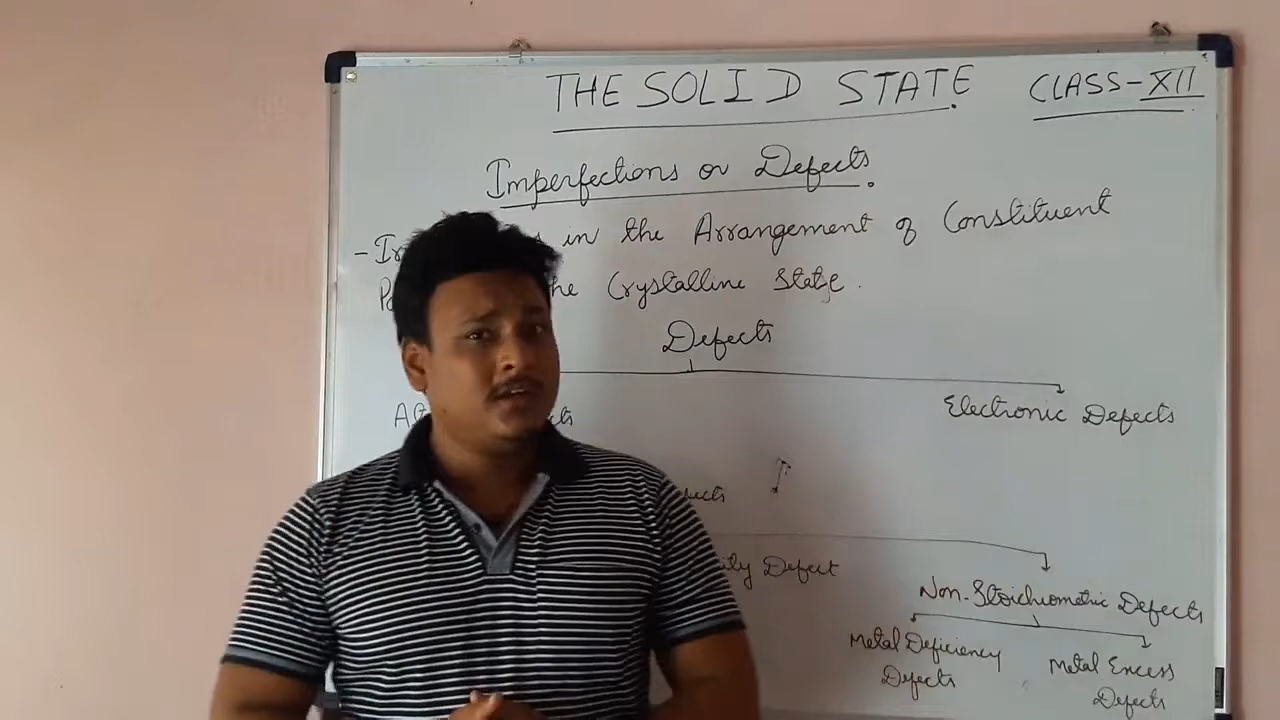 THE SOLID STATE. CLASS-XII
Imperfections or Defects.
in the Arrangement of Constituent
the Crystalline State.
Defects
Electronic Defects
Defect
Non-Stoichiometric Defects
Metal Deficiency Metal Excess
Defects Defects